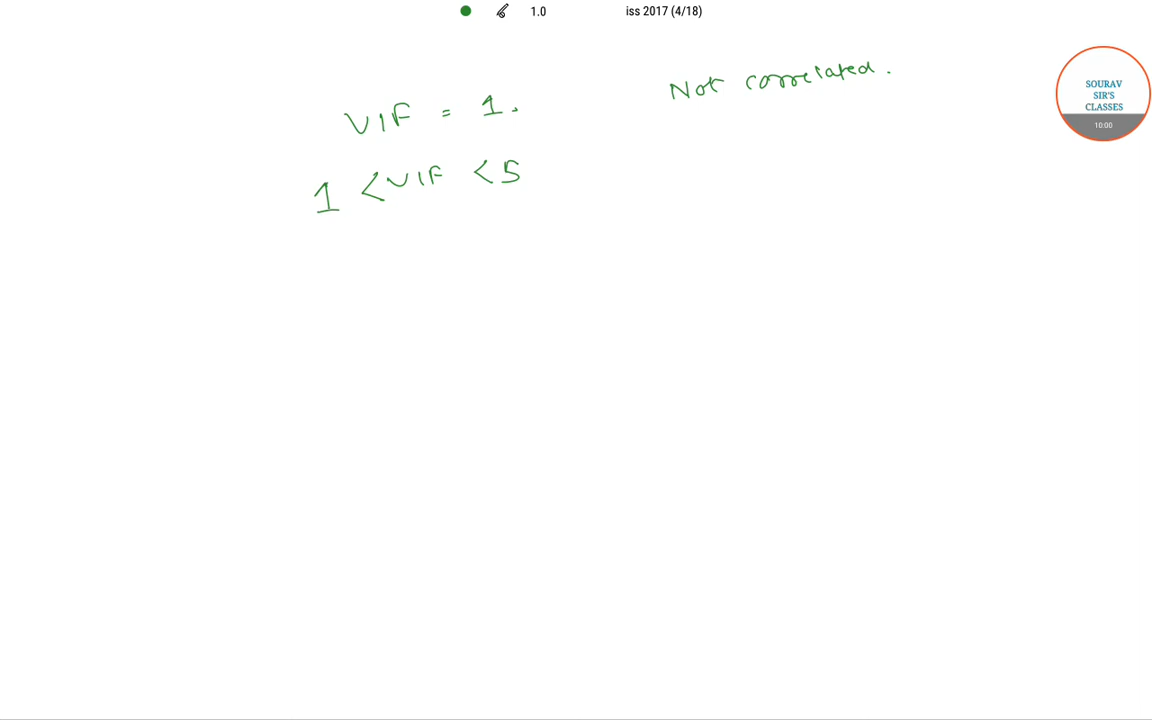 1.0 iss 2017 (4/18)
Not correlated.
VIF = 1.
1 < VIF < 5
SOURAV
SIR'S
CLASSES
10:00